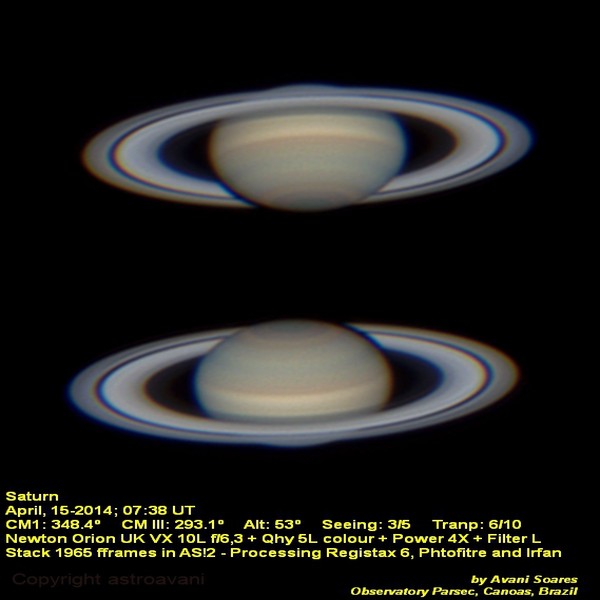 Saturn
April, 15-2014; 07:38 UT
CM1: 348.4° CM III: 293.1° Alt: 53° Seeing: 3/5 Tranp: 6/10
Newton Orion UK VX 10L f/6,3 + Qhy 5L colour + Power 4X + Filter L
Stack 1965 fframes in AS!2 - Processing Registax 6, Phtofitre and Irfan
Copyright astroavani
by Avani Soares
Observatory Parsec, Canoas, Brazil